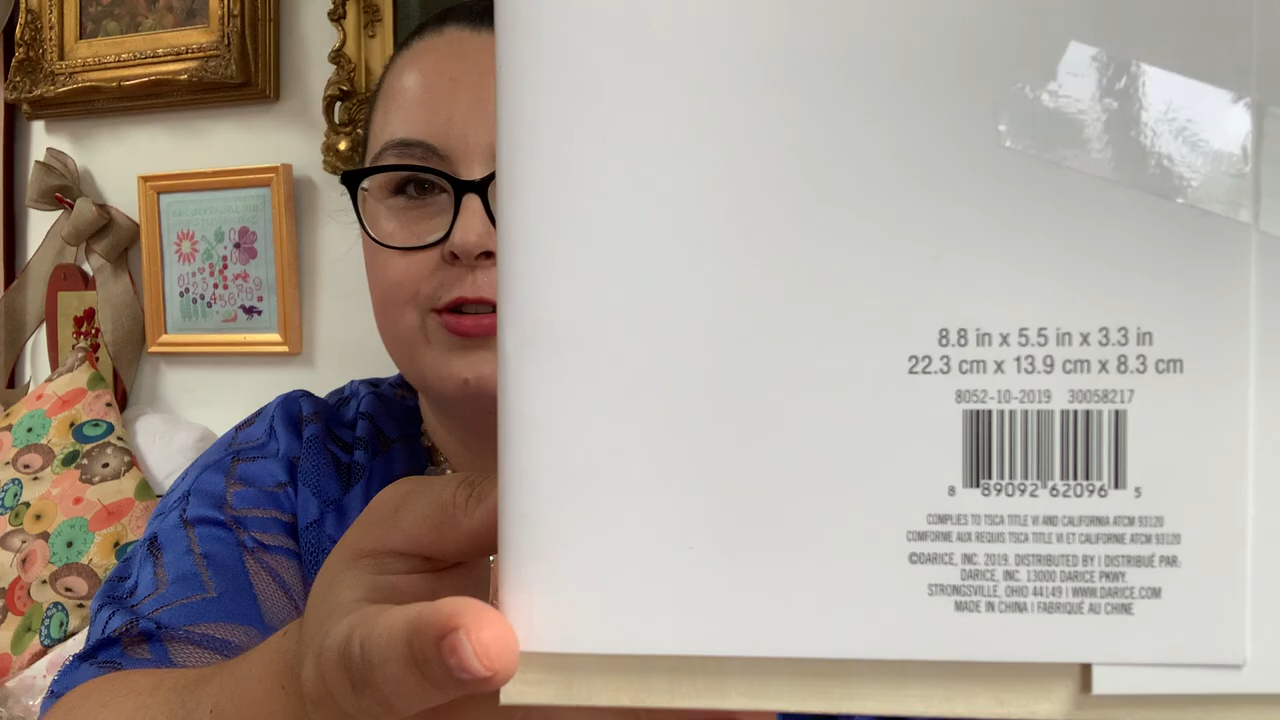 8.8 in x 5.5 in x 3.3 in
22.3 cm x 13.9 cm x 8.3 cm
8052-10-2019 30058217
8 89092 62096 5
COMPLIES TO TSCA TITLE VI AND CALIFORNIA ATCM 93120
CONFORME AUX REQUIS TSCA TITLE VI ET CALIFORNIE ATCM 93120
©DARICE, INC. 2019. DISTRIBUTED BY | DISTRIBUÉ PAR:
DARICE, INC. 13000 DARICE PKWY.
STRONGSVILLE, OHIO 44149 | WWW.DARICE.COM
MADE IN CHINA | FABRIQUÉ AU CHINE
0123
456789